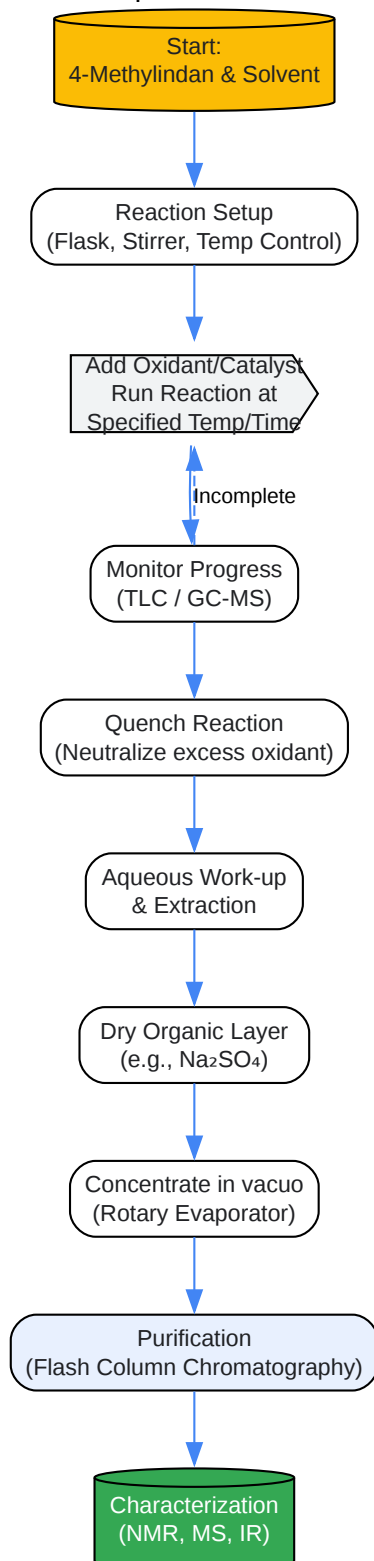 Start:
4-Methylindan & Solvent
Reaction Setup
(Flask, Stirrer, Temp Control)
Add Oxidant/Catalyst
Run Reaction at
Specified Temp/Time
Incomplete
Monitor Progress
(TLC / GC-MS)
Quench Reaction
(Neutralize excess oxidant)
Aqueous Work-up
& Extraction
Dry Organic Layer
(e.g., Na₂SO₄)
Concentrate in vacuo
(Rotary Evaporator)
Purification
(Flash Column Chromatography)
Characterization
(NMR, MS, IR)